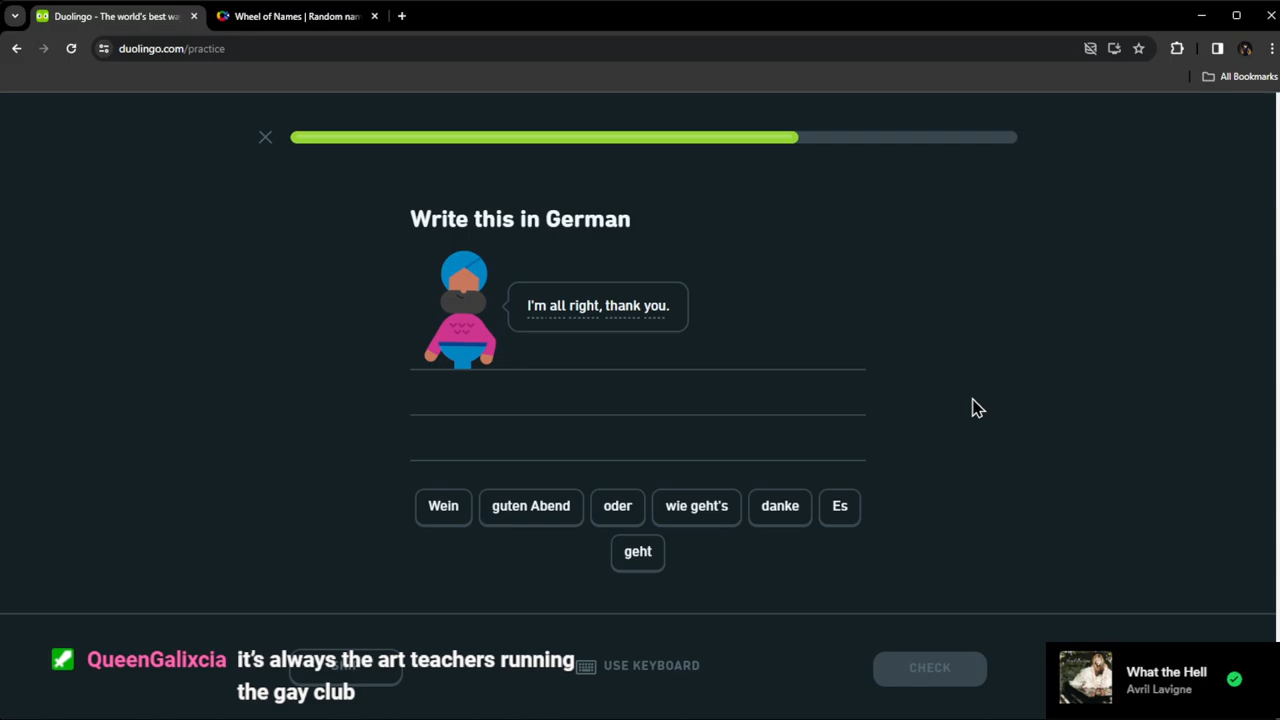 Duolingo - The world's best wa
Wheel of Names | Random nam
duolingo.com/practice
All Bookmarks
Write this in German
I'm all right, thank you.
Wein
guten Abend
oder
wie geht's
danke
Es
geht
QueenGalixcia it's always the art teachers running
the gay club
USE KEYBOARD
CHECK
What the Hell
Avril Lavigne